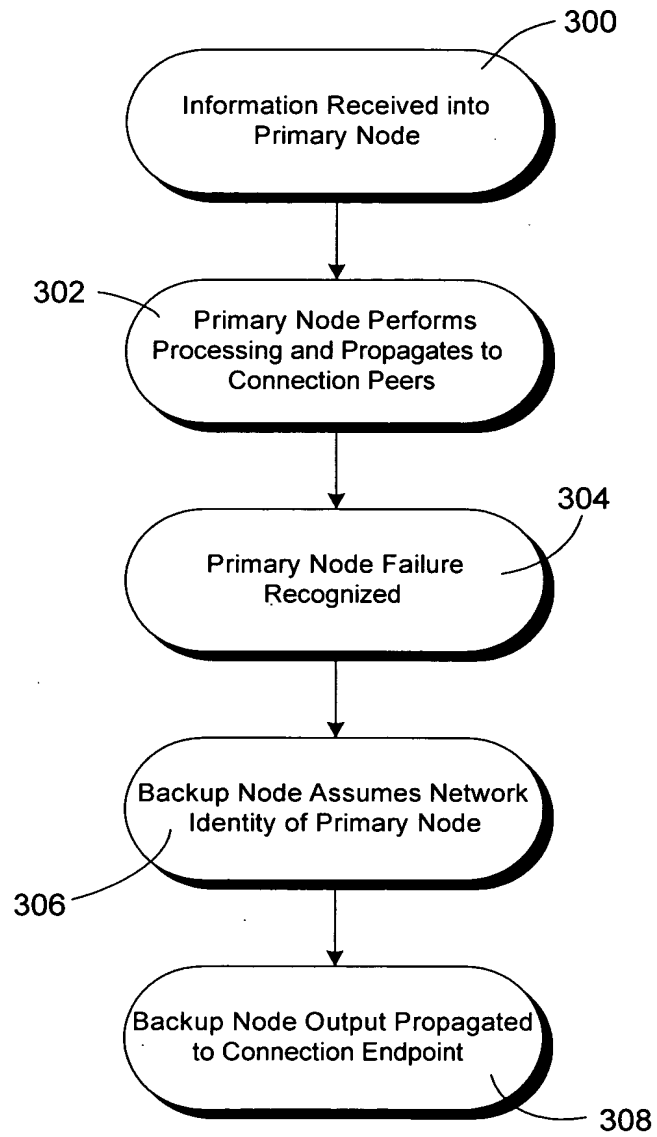 300
Information Received into
Primary Node
302
Primary Node Performs
Processing and Propagates to
Connection Peers
304
Primary Node Failure
Recognized
Backup Node Assumes Network
Identity of Primary Node
306
Backup Node Output Propagated
to Connection Endpoint
308